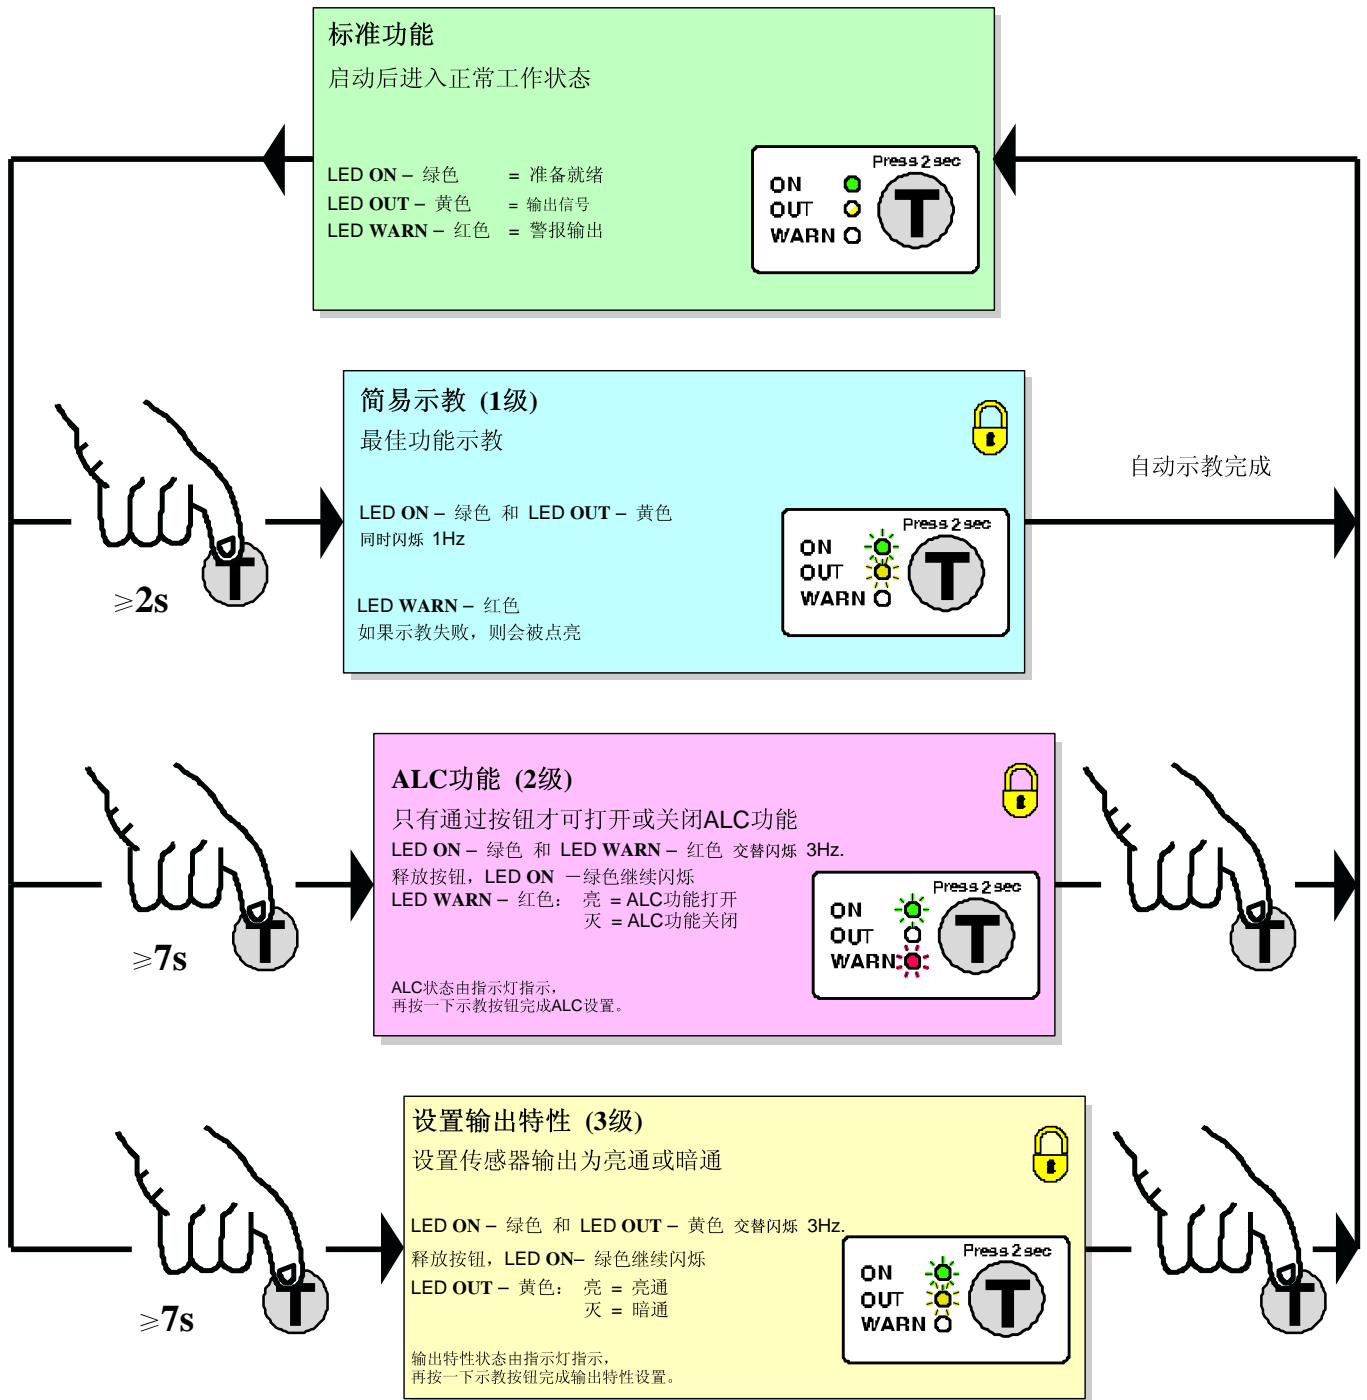 标准功能
启动后进入正常工作状态
LED ON – 绿色 = 准备就绪
LED OUT – 黄色 = 输出信号
LED WARN – 红色 = 警报输出
Press 2 sec
ON
OUT
WARN
T
简易示教 (1级)
最佳功能示教
LED ON – 绿色 和 LED OUT – 黄色
同时闪烁 1Hz
LED WARN – 红色
如果示教失败，则会被点亮
Press 2 sec
ON
OUT
WARN
T
T
≥2s
自动示教完成
ALC功能 (2级)
只有通过按钮才可打开或关闭ALC功能
LED ON – 绿色 和 LED WARN – 红色 交替闪烁 3Hz.
释放按钮，LED ON －绿色继续闪烁
LED WARN – 红色： 亮 = ALC功能打开
灭 = ALC功能关闭
ALC状态由指示灯指示，
再按一下示教按钮完成ALC设置。
Press 2 sec
ON
OUT
WARN
T
T
≥7s
T
设置输出特性 (3级)
设置传感器输出为亮通或暗通
LED ON – 绿色 和 LED OUT – 黄色 交替闪烁 3Hz.
释放按钮，LED ON– 绿色继续闪烁
LED OUT – 黄色： 亮 = 亮通
灭 = 暗通
输出特性状态由指示灯指示，
再按一下示教按钮完成输出特性设置。
Press 2 sec
ON
OUT
WARN
T
T
≥7s
T